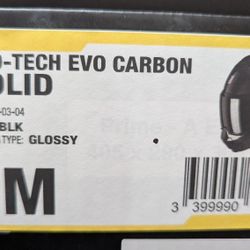 -TECH EVO CARBON
OLID
-03-04
BLK
TYPE: GLOSSY
M
3 399990